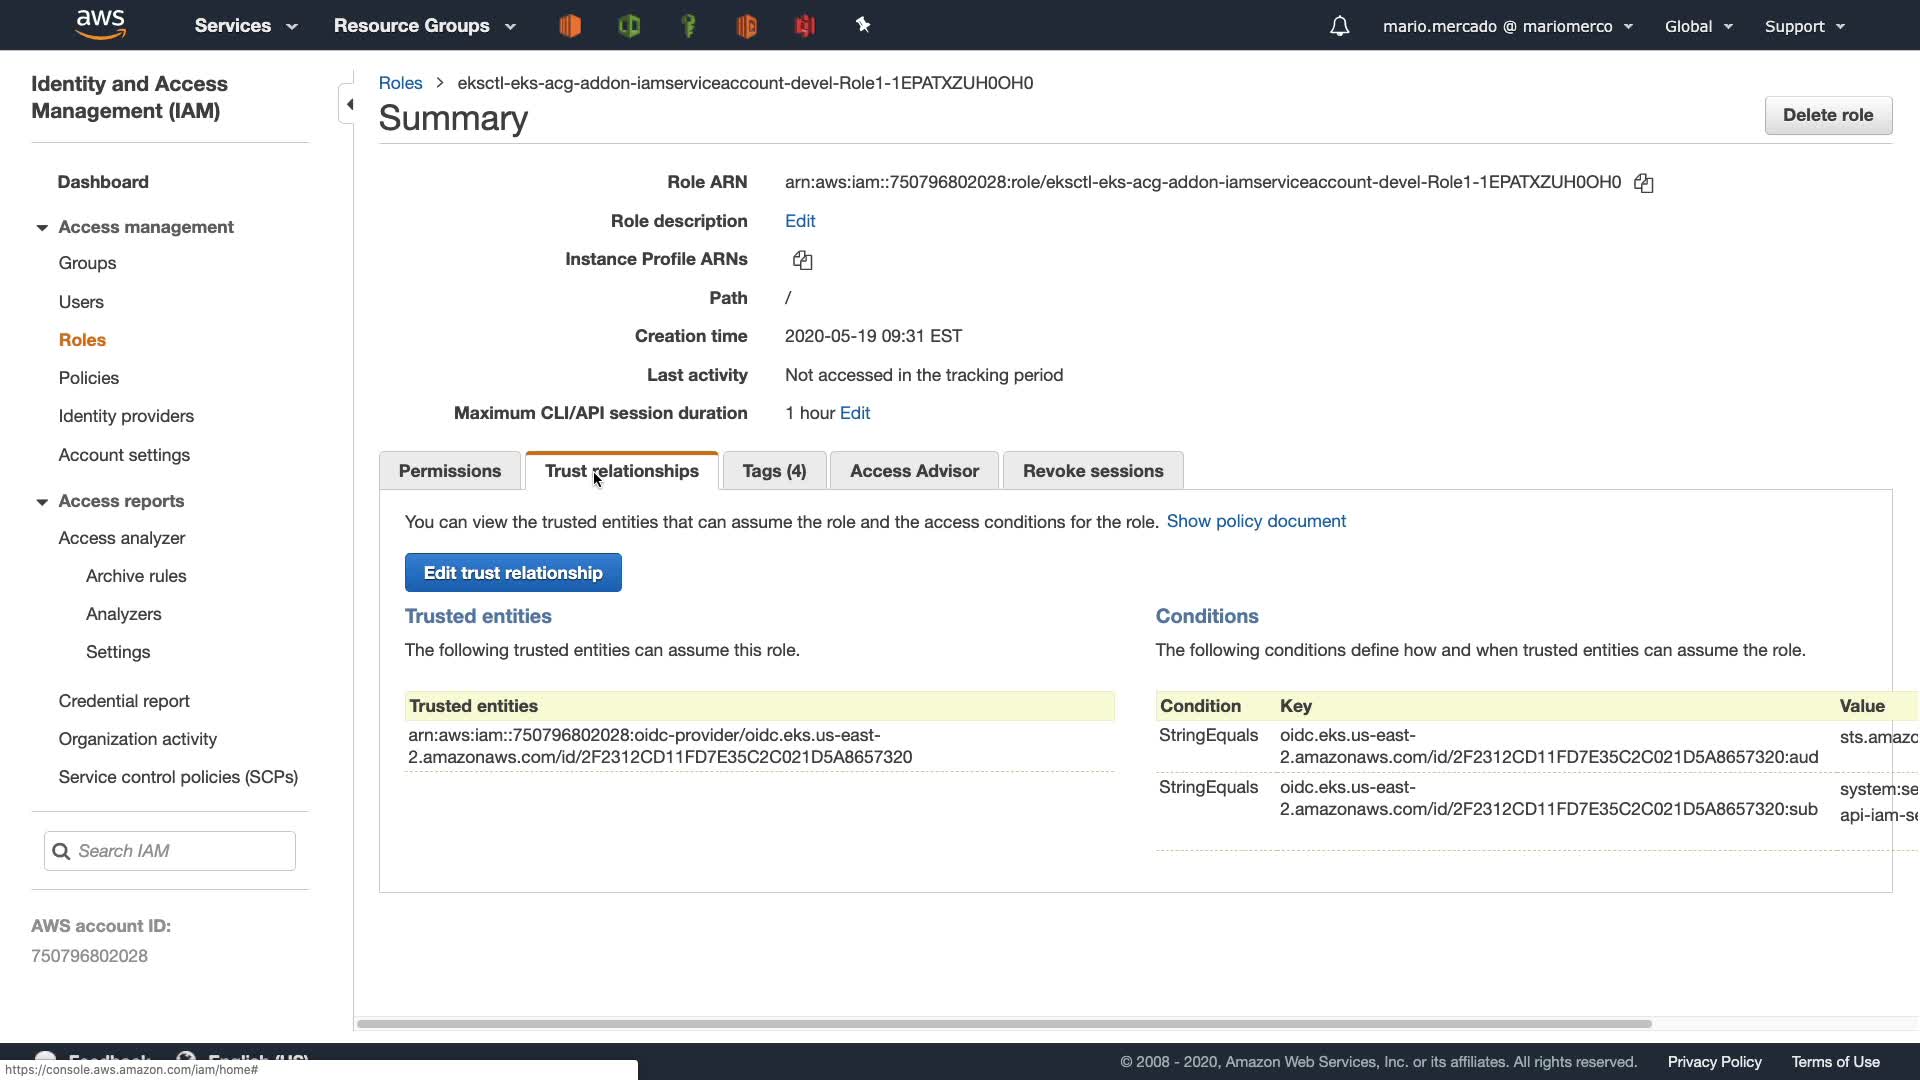 aws
Services
Resource Groups
mario.mercado @ mariomerco
Global
Support
Identity and Access
Management (IAM)
Dashboard
Access management
Groups
Users
Roles
Policies
Identity providers
Account settings
Access reports
Access analyzer
Archive rules
Analyzers
Settings
Credential report
Organization activity
Service control policies (SCPs)
Search IAM
AWS account ID:
750796802028
Roles > eksctl-eks-acg-addon-iamserviceaccount-devel-Role1-1EPATXZUH0OH0
Summary
Delete role
Role ARN arn:aws:iam::750796802028:role/eksctl-eks-acg-addon-iamserviceaccount-devel-Role1-1EPATXZUH0OH0
Role description Edit
Instance Profile ARNs
Path /
Creation time 2020-05-19 09:31 EST
Last activity Not accessed in the tracking period
Maximum CLI/API session duration 1 hour Edit
Permissions
Trust relationships
Tags (4)
Access Advisor
Revoke sessions
You can view the trusted entities that can assume the role and the access conditions for the role. Show policy document
Edit trust relationship
Trusted entities
The following trusted entities can assume this role.
Trusted entities
arn:aws:iam::750796802028:oidc-provider/oidc.eks.us-east-
2.amazonaws.com/id/2F2312CD11FD7E35C2C021D5A8657320
Conditions
The following conditions define how and when trusted entities can assume the role.
Condition Key Value
StringEquals oidc.eks.us-east- sts.amazo
2.amazonaws.com/id/2F2312CD11FD7E35C2C021D5A8657320:aud
StringEquals oidc.eks.us-east- system:se
2.amazonaws.com/id/2F2312CD11FD7E35C2C021D5A8657320:sub api-iam-se
Feedback English (US)
https://console.aws.amazon.com/iam/home#
© 2008 - 2020, Amazon Web Services, Inc. or its affiliates. All rights reserved.
Privacy Policy
Terms of Use